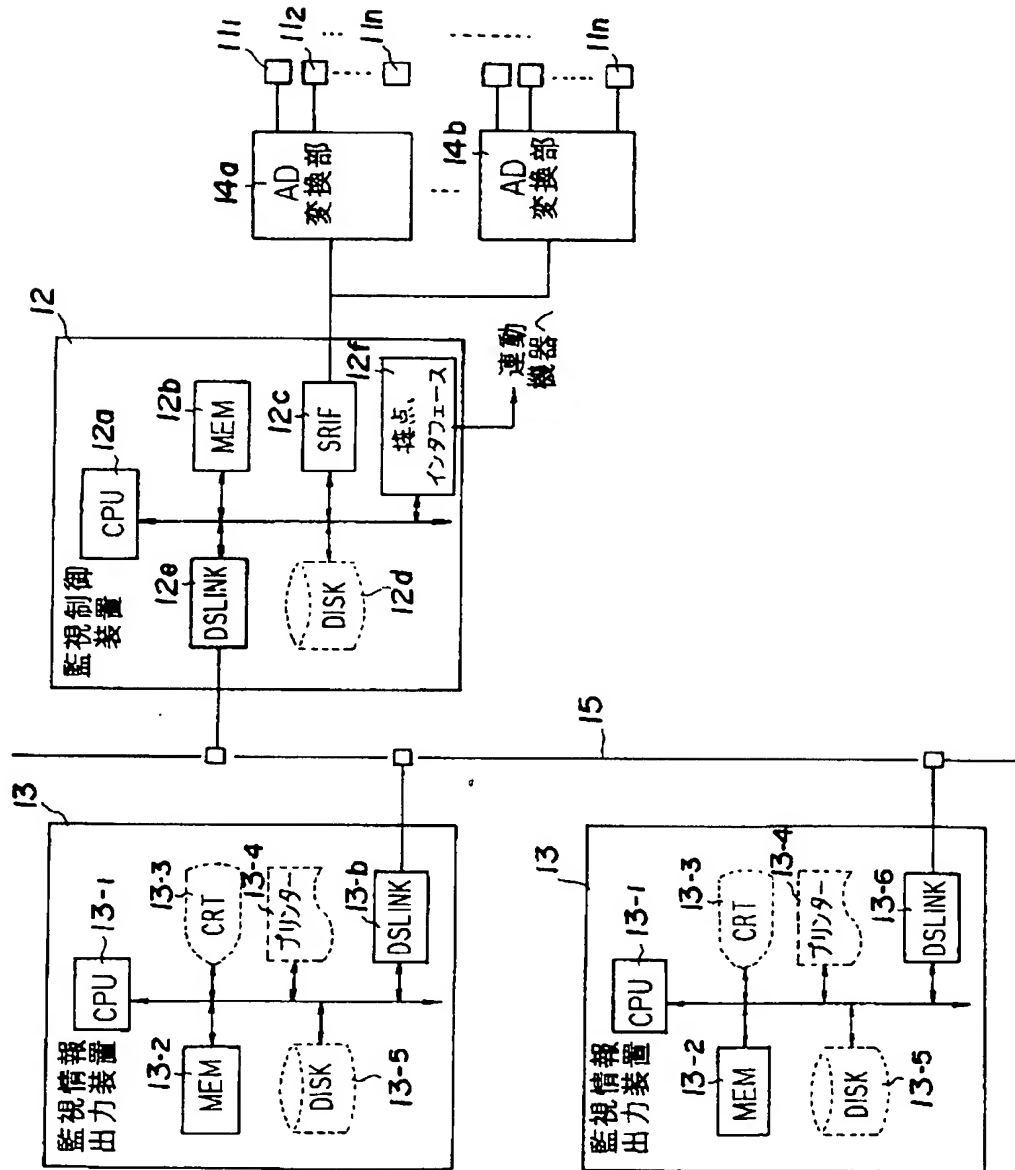 12
監視制御
装置
12a
CPU
12e
DSLINK
12b
MEM
12c
SRIF
DISK
12d
12f
接点、
インタフェース
連動
機器へ
14a
AD
変換部
14b
AD
変換部
111
112
11n
11n
15
13
監視情報
出力装置
13-1
CPU
13-2
MEM
13-3
CRT
13-4
プリンター
13-5
DISK
13-b
DSLINK
13
監視情報
出力装置
13-1
CPU
13-2
MEM
13-3
CRT
13-4
プリンター
13-5
DISK
13-6
DSLINK